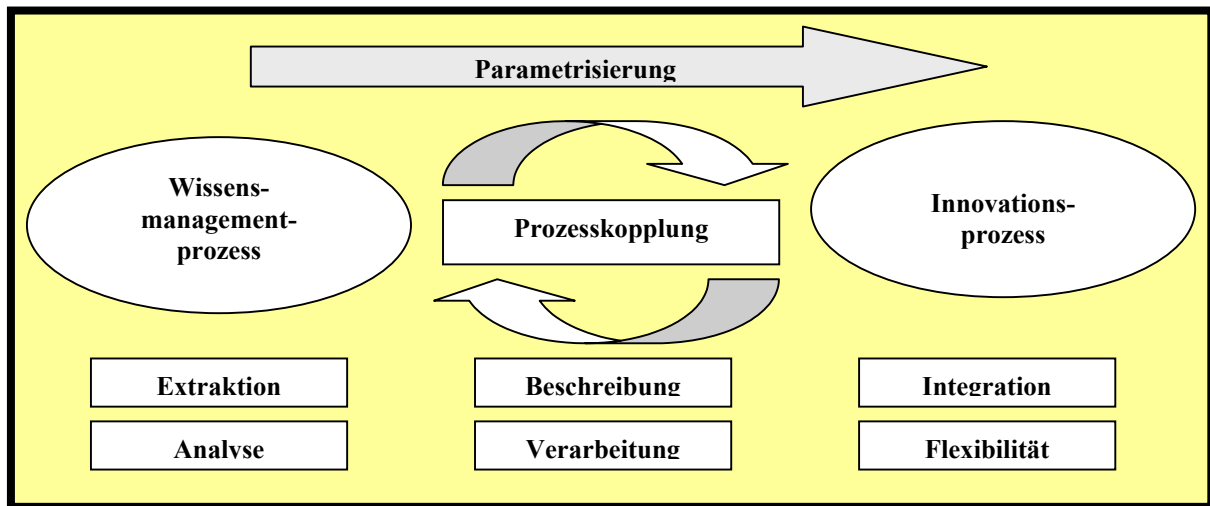 Parametrisierung
Wissens-
management-
prozess
Prozesskopplung
Innovations-
prozess
Extraktion
Beschreibung
Integration
Analyse
Verarbeitung
Flexibilität